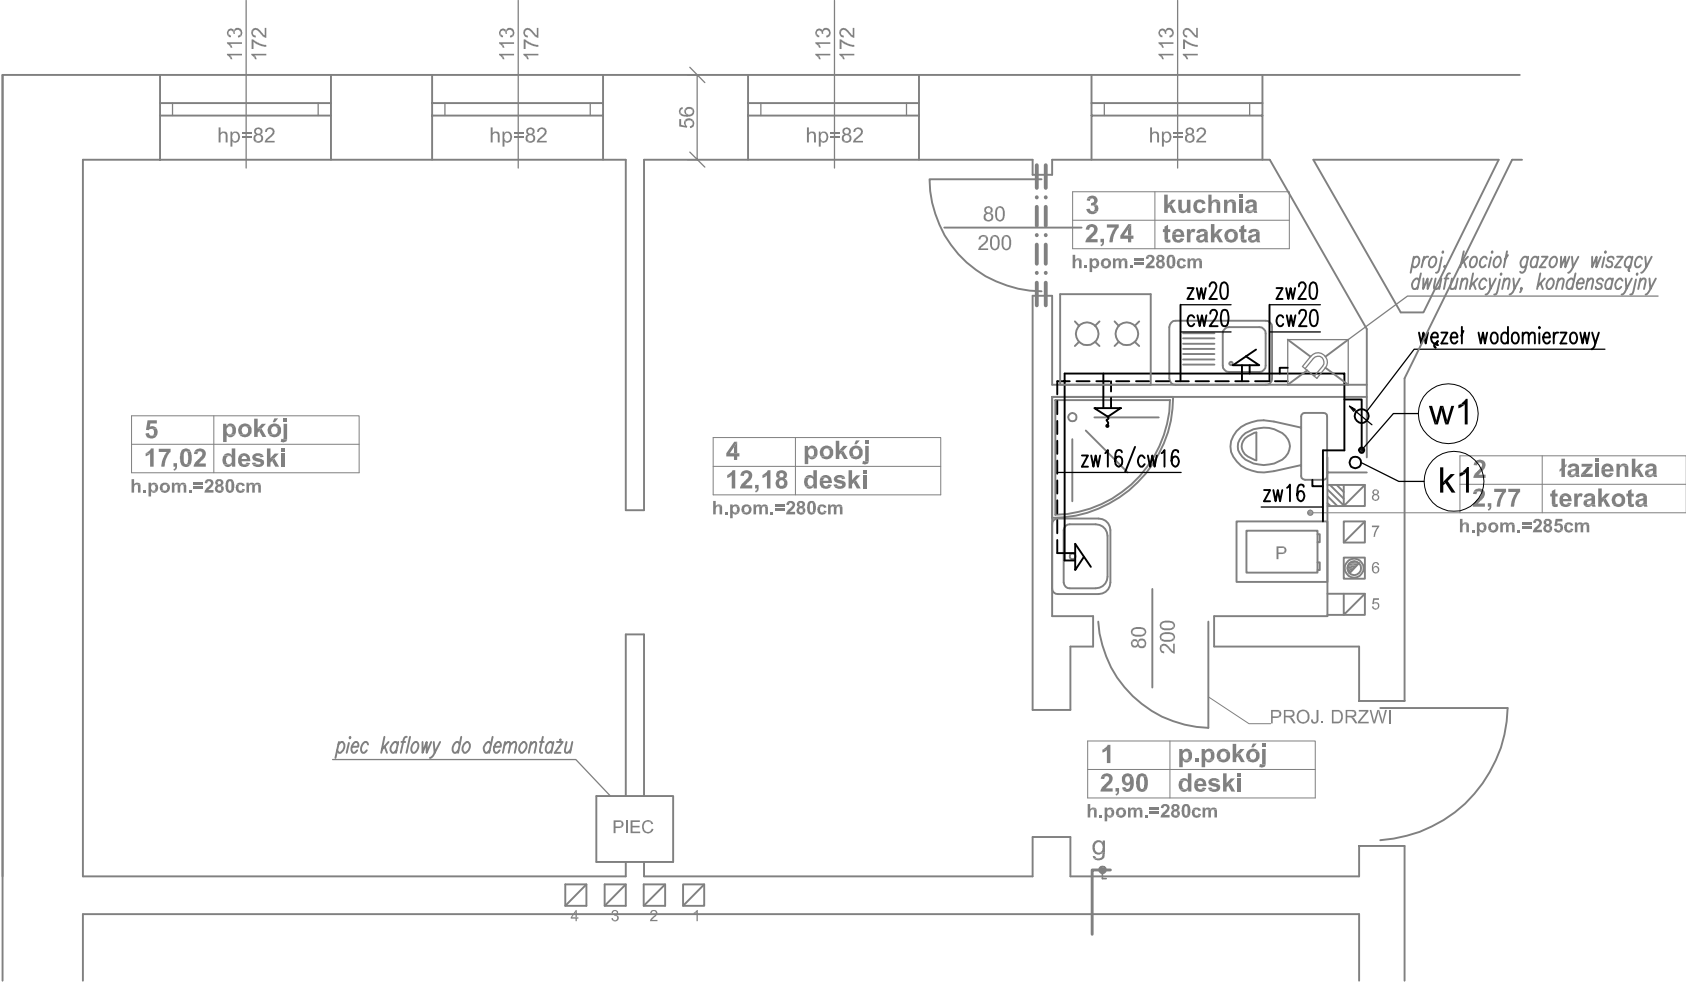 113
172
113
172
113
172
113
172
56
hp=82
hp=82
hp=82
hp=82
80
200
3 kuchnia
2,74 terakota
h.pom.=280cm
proj. kocioł gazowy wiszący
dwufunkcyjny, kondensacyjny
zw20
cw20
zw20
cw20
węzeł wodomierzowy
w1
5 pokój
17,02 deski
h.pom.=280cm
4 pokój
12,18 deski
h.pom.=280cm
zw16/cw16
zw16
k1
2 łazienka
2,77 terakota
h.pom.=285cm
8
7
6
5
P
80
200
PROJ. DRZWI
piec kaflowy do demontażu
PIEC
1 p.pokój
2,90 deski
h.pom.=280cm
g
4
3
2
1